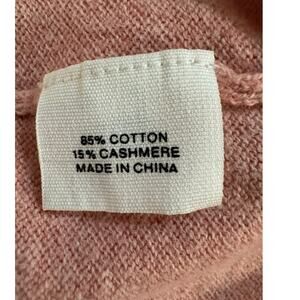 85% COTTON
15% CASHMERE
MADE IN CHINA